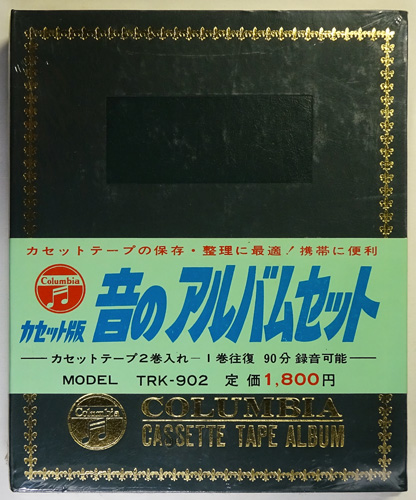 カセットテープの保存・整理に最適!携帯に便利
Columbia
カセット版
音のアルバムセット
カセットテープ2巻入れ−1巻往復 90分 録音可能
MODEL TRK-902 定価1,800円
Columbia
COLUMBIA
CASSETTE TAPE ALBUM